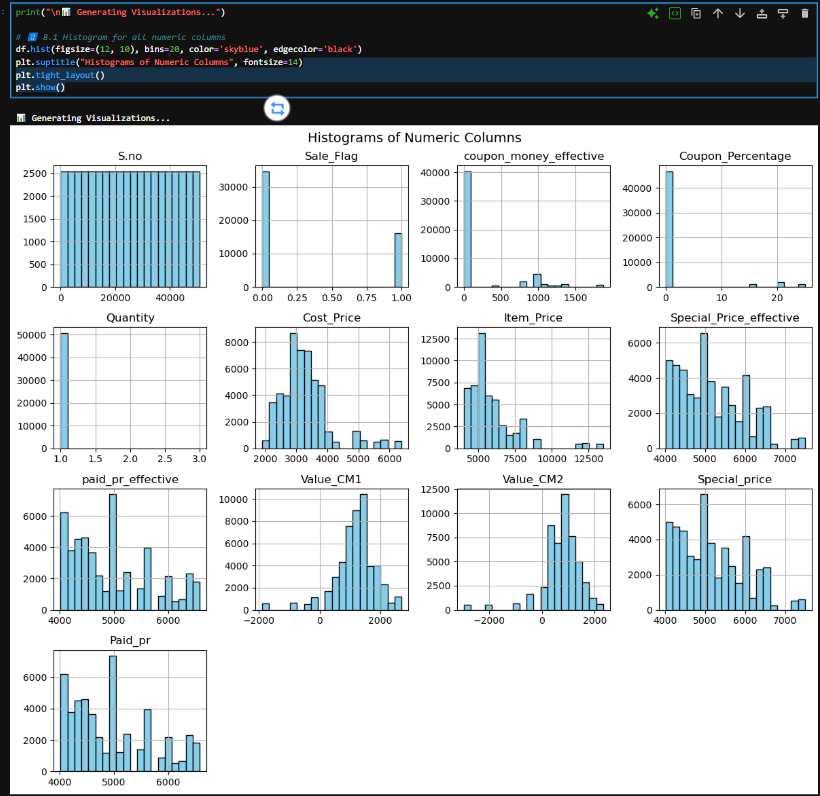 print("\n📊 Generating Visualizations...")
# 📘 8.1 Histogram for all numeric columns
df.hist(figsize=(12, 10), bins=20, color='skyblue', edgecolor='black')
plt.suptitle("Histograms of Numeric Columns", fontsize=14)
plt.tight_layout()
plt.show()
📊 Generating Visualizations...
Histograms of Numeric Columns
S.no
2500
2000
1500
1000
500
0
0 20000 40000
Sale_Flag
30000
20000
10000
0
0.00 0.25 0.50 0.75 1.00
coupon_money_effective
40000
30000
20000
10000
0
0 500 1000 1500
Coupon_Percentage
40000
30000
20000
10000
0
0 10 20
Quantity
50000
40000
30000
20000
10000
0
1.0 1.5 2.0 2.5 3.0
Cost_Price
8000
6000
4000
2000
0
2000 3000 4000 5000 6000
Item_Price
12500
10000
7500
5000
2500
0
5000 7500 10000 12500
Special_Price_effective
6000
4000
2000
0
4000 5000 6000 7000
paid_pr_effective
6000
4000
2000
0
4000 5000 6000
Value_CM1
10000
8000
6000
4000
2000
0
−2000 0 2000
Value_CM2
12500
10000
7500
5000
2500
0
−2000 0 2000
Special_price
6000
4000
2000
0
4000 5000 6000 7000
Paid_pr
6000
4000
2000
0
4000 5000 6000